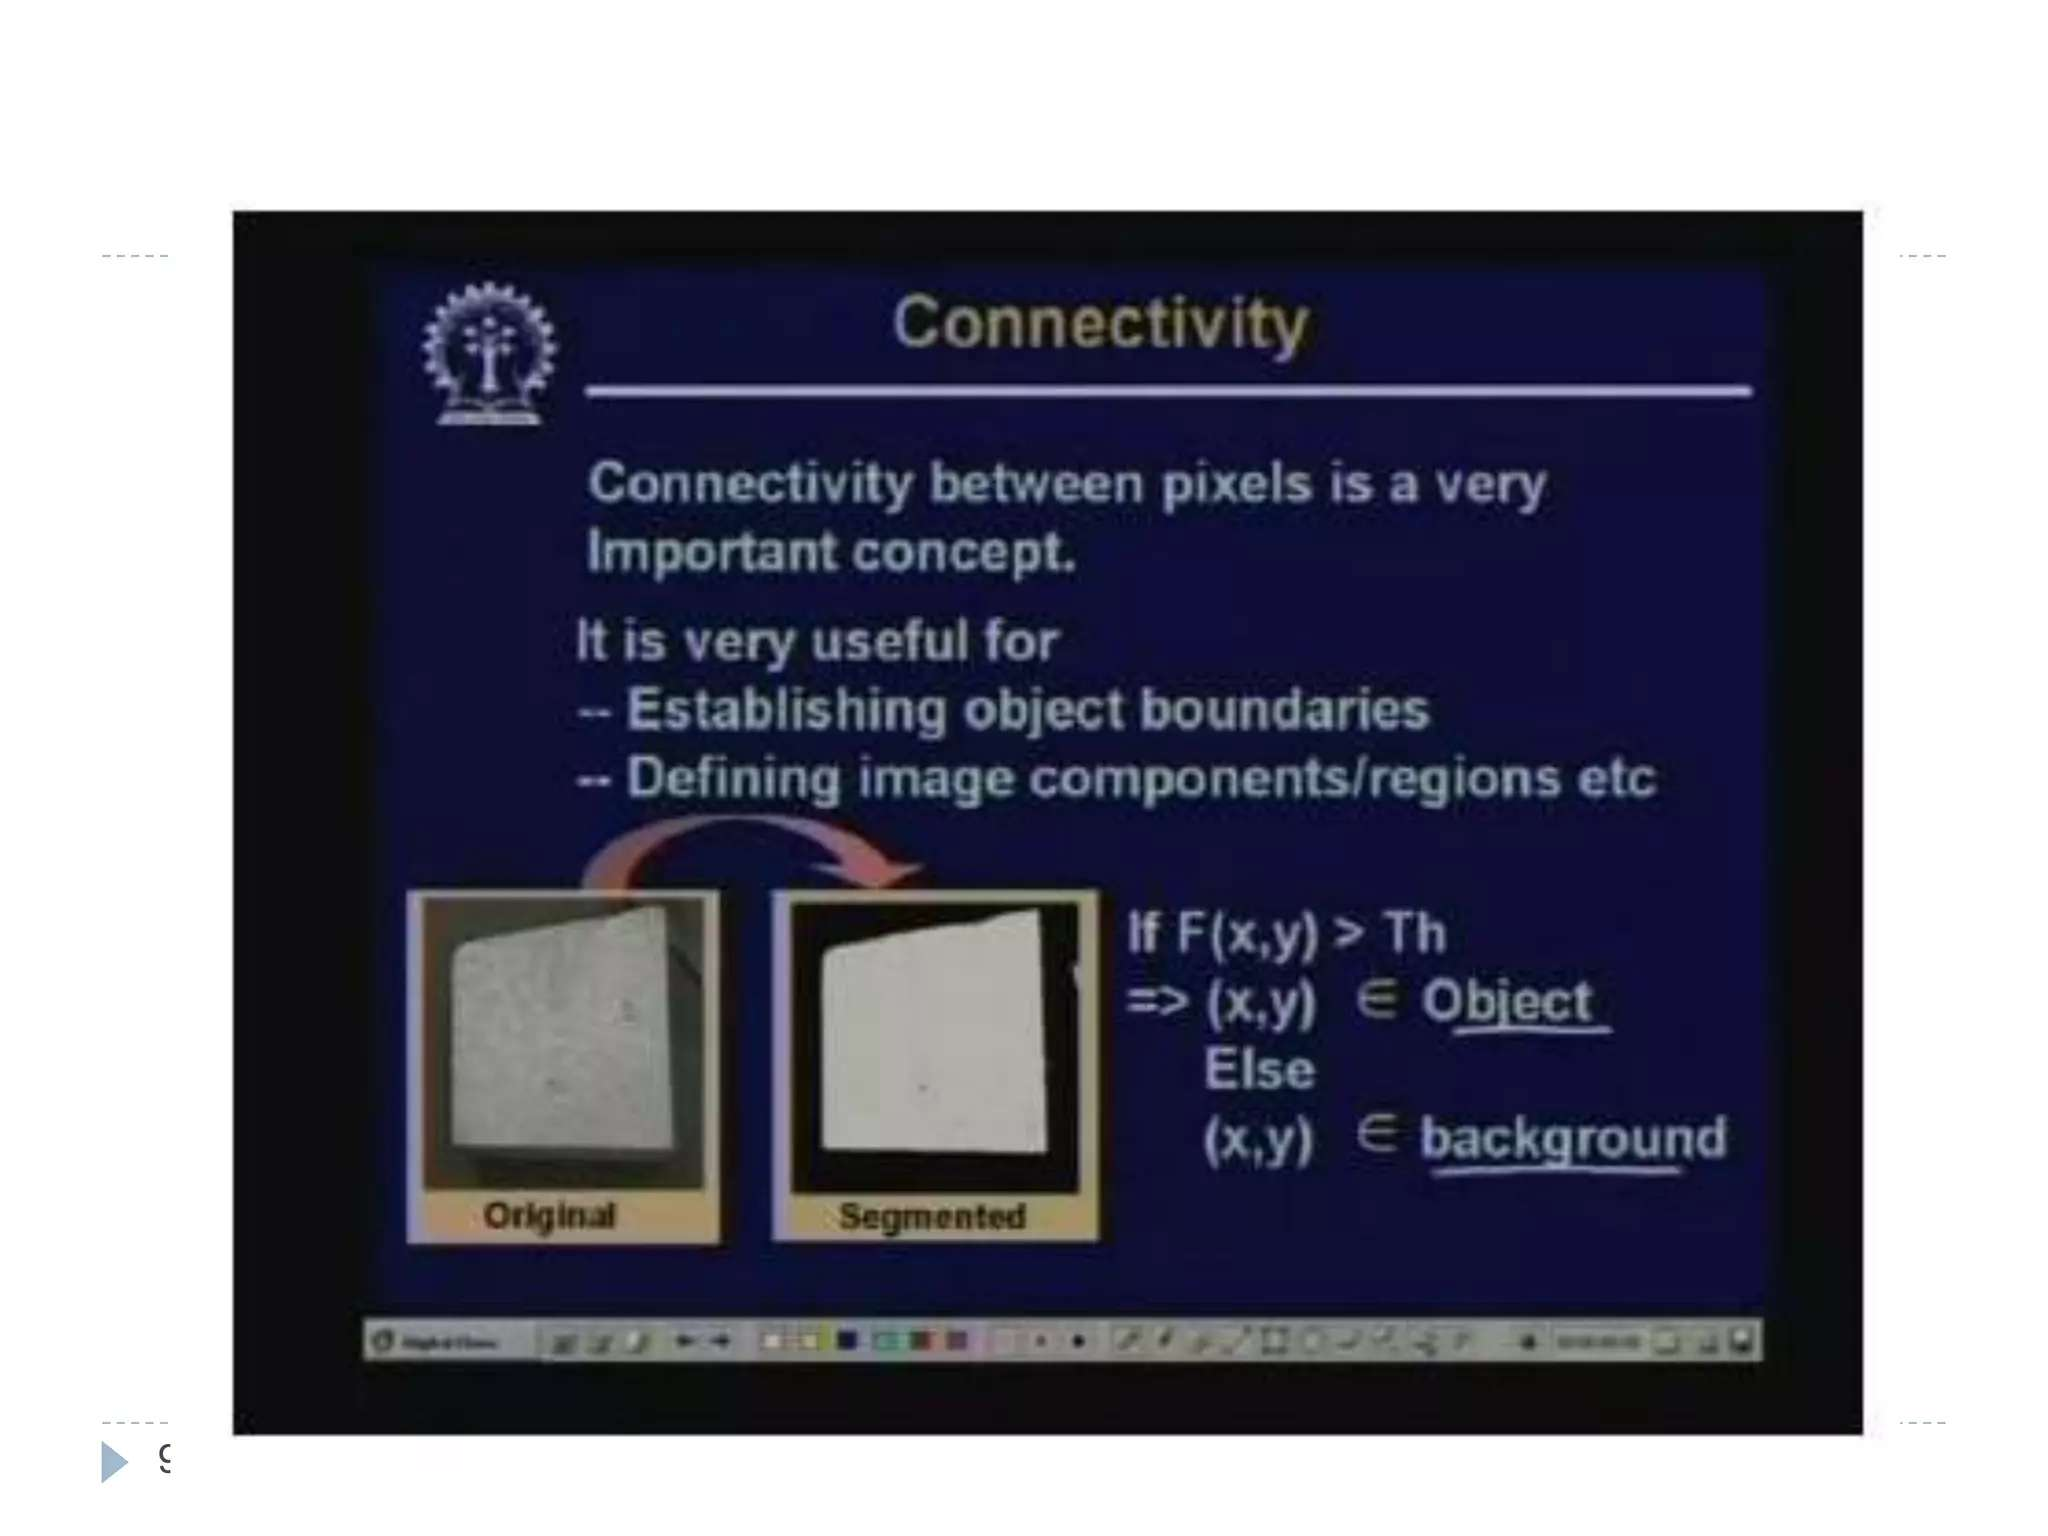 Connectivity
Connectivity between pixels is a very
Important concept.
It is very useful for
-- Establishing object boundaries
-- Defining image components/regions etc
If F(x,y) > Th
=> (x,y) ∈ Object
Else
(x,y) ∈ background
Original
Segmented
9